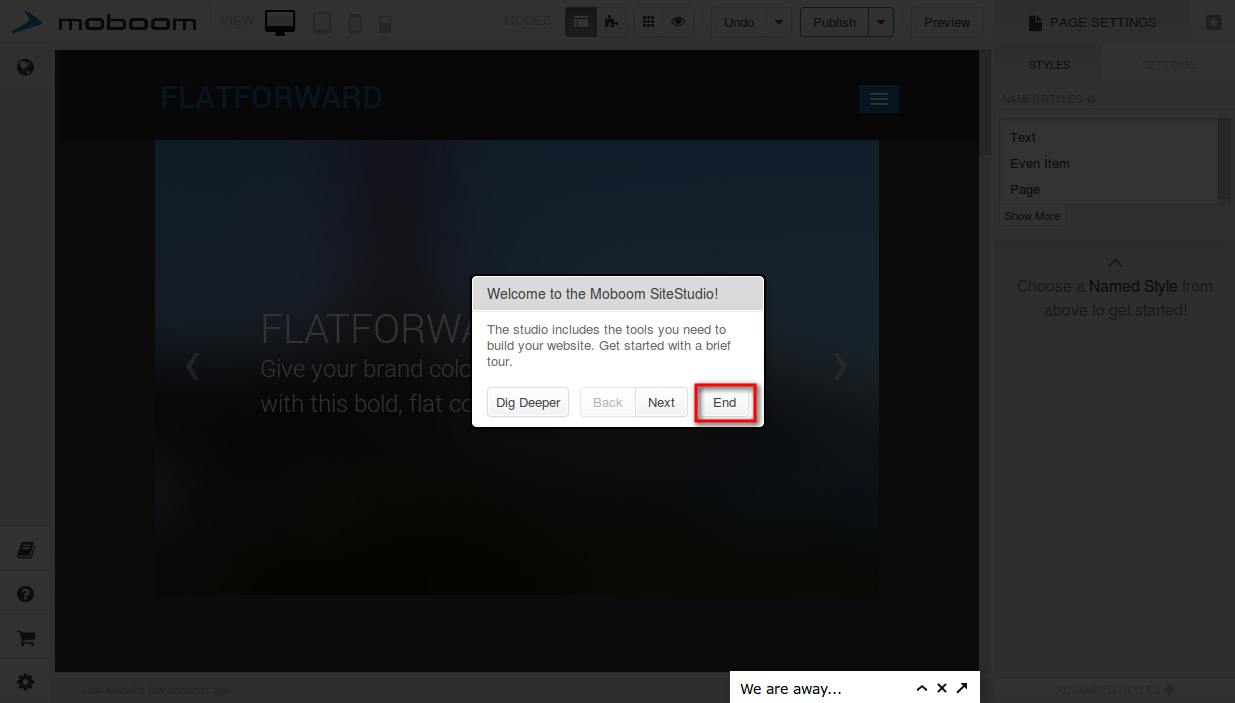 moboom
VIEW
MODES
Undo
Publish
Preview
PAGE SETTINGS
STYLES
SETTINGS
NAMED STYLES
Text
Even Item
Page
Show More
Choose a Named Style from
above to get started!
FLATFORWARD
FLATFORWA
Give your brand colo
with this bold, flat co
Welcome to the Moboom SiteStudio!
The studio includes the tools you need to
build your website. Get started with a brief
tour.
Dig Deeper
Back
Next
End
Last saved a few seconds ago
We are away...
ADVANCED STYLES